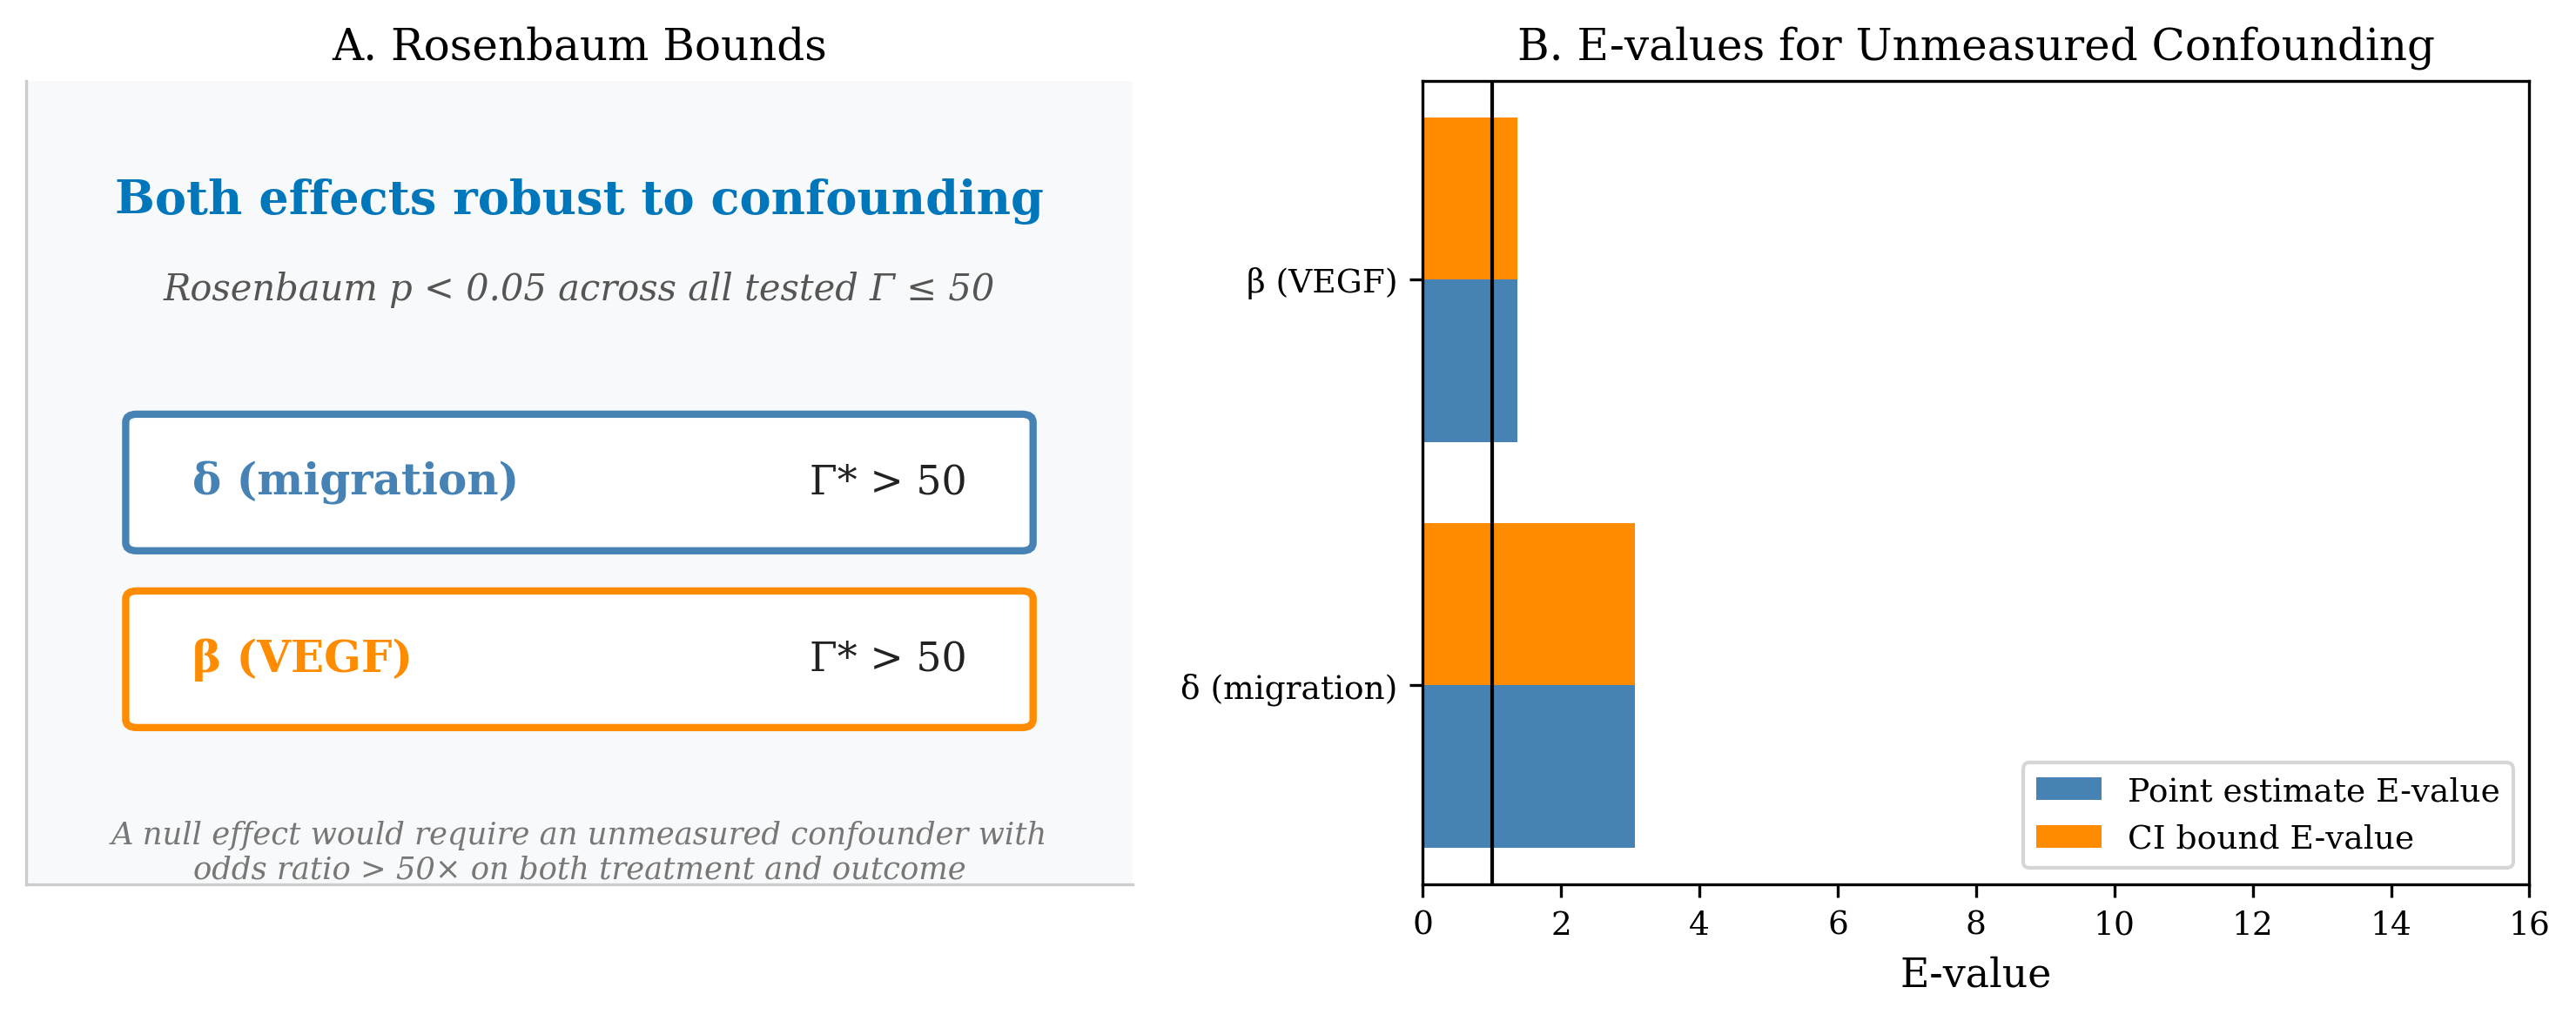 A. Rosenbaum Bounds
Both effects robust to confounding
Rosenbaum p < 0.05 across all tested Γ ≤ 50
δ (migration) Γ* > 50
β (VEGF) Γ* > 50
A null effect would require an unmeasured confounder with
odds ratio > 50× on both treatment and outcome
B. E-values for Unmeasured Confounding
β (VEGF)
δ (migration)
Point estimate E-value
CI bound E-value
0 2 4 6 8 10 12 14 16
E-value